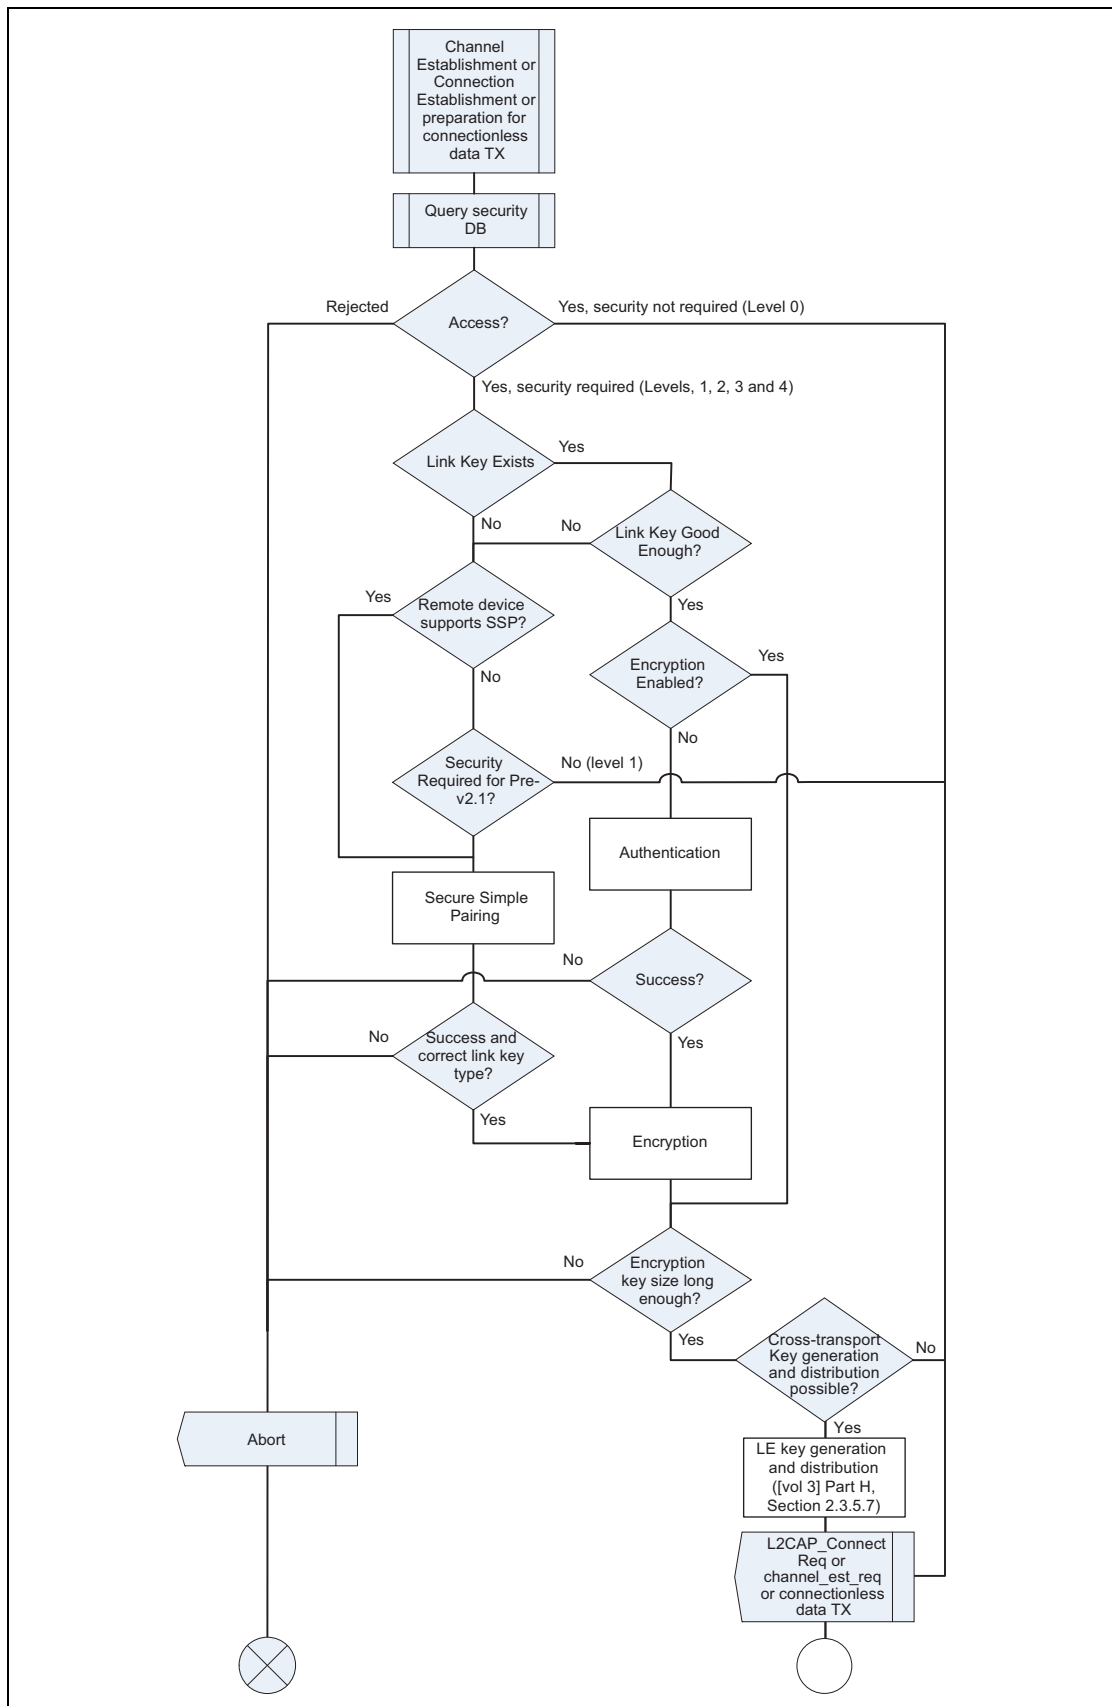 Channel
Establishment or
Connection
Establishment or
preparation for
connectionless
data TX
Query security
DB
Rejected
Access?
Yes, security not required (Level 0)
Yes, security required (Levels, 1, 2, 3 and 4)
Link Key Exists
Yes
No
No
Link Key Good
Enough?
Yes
Remote device
supports SSP?
Yes
Encryption
Enabled?
Yes
No
No
Security
Required for Pre-
v2.1?
No (level 1)
Authentication
Secure Simple
Pairing
No
Success?
No
Success and
correct link key
type?
Yes
Yes
Encryption
No
Encryption
key size long
enough?
Yes
Cross-transport
Key generation
and distribution
possible?
No
Yes
Abort
LE key generation
and distribution
([vol 3] Part H,
Section 2.3.5.7)
L2CAP_Connect
Req or
channel_est_req
or connectionless
data TX